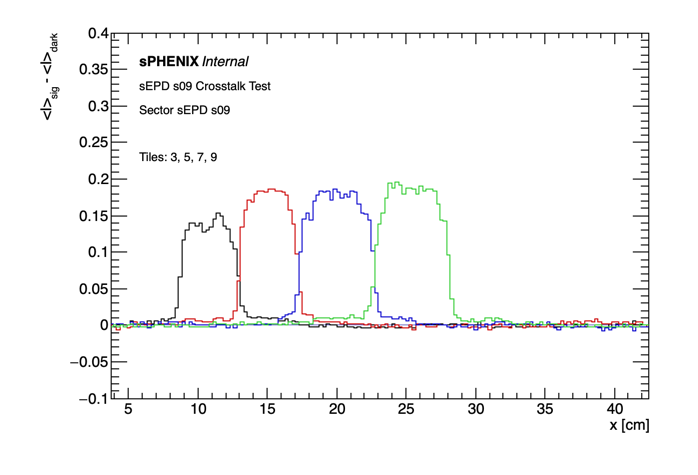 <I>sig - <I>dark
0.4
0.35
0.3
0.25
0.2
0.15
0.1
0.05
0
−0.05
−0.1
sPHENIX Internal
sEPD s09 Crosstalk Test
Sector sEPD s09
Tiles: 3, 5, 7, 9
5 10 15 20 25 30 35 40
x [cm]